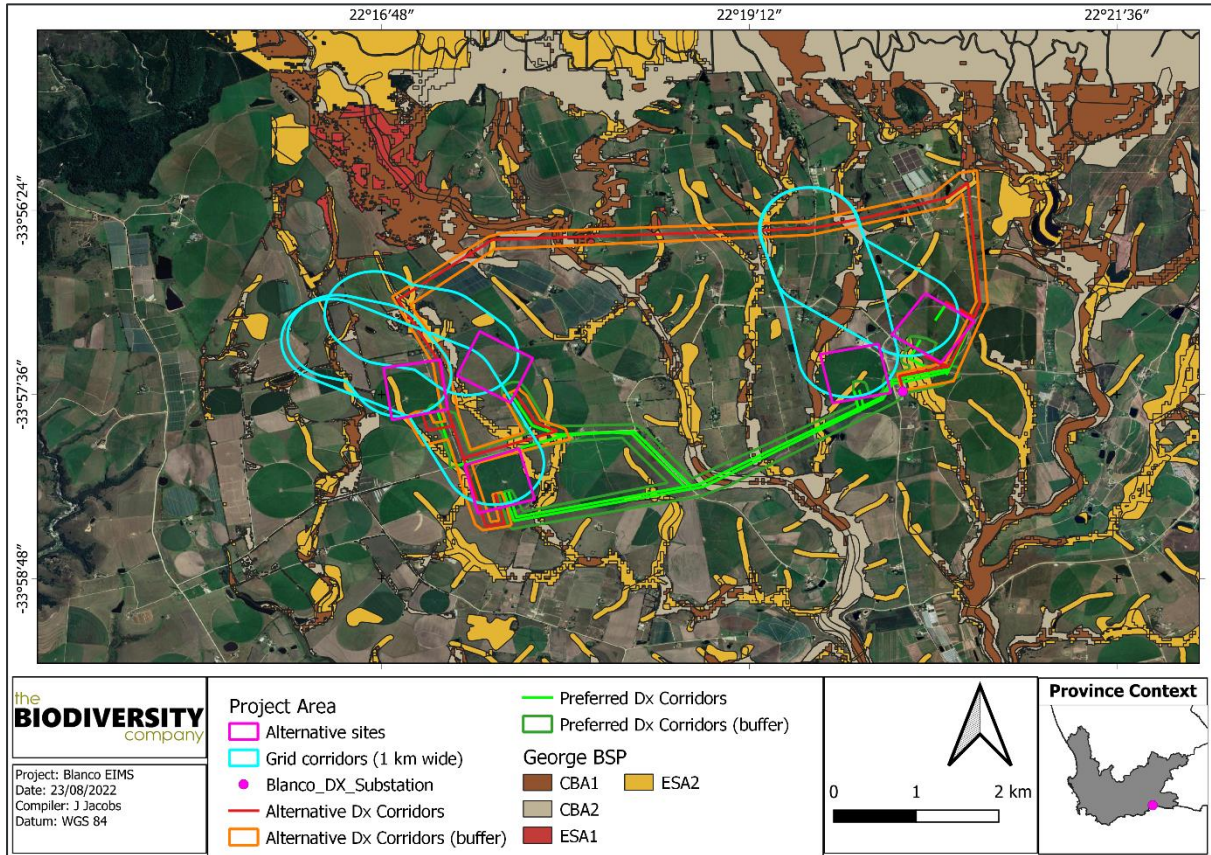 22°16′48″
22°19′12″
22°21′36″
-33°56′24″
-33°57′36″
-33°58′48″
the
BIODIVERSITY
company
Project: Blanco EIMS
Date: 23/08/2022
Compiler: J Jacobs
Datum: WGS 84
Project Area
Alternative sites
Grid corridors (1 km wide)
Blanco_DX_Substation
Alternative Dx Corridors
Alternative Dx Corridors (buffer)
Preferred Dx Corridors
Preferred Dx Corridors (buffer)
George BSP
CBA1
CBA2
ESA1
ESA2
0 1 2 km
Province Context